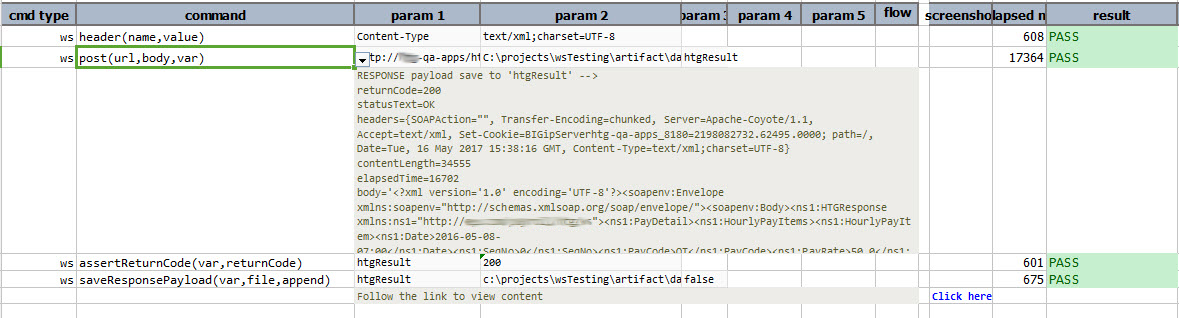 cmd type command param 1 param 2 param 3 param 4 param 5 flow screenshot elapsed m result
ws header(name,value) Content-Type text/xml;charset=UTF-8 608 PASS
ws post(url,body,var) -qa-apps/ht C:\projects\wsTesting\artifact\da htgResult 17364 PASS
RESPONSE payload save to 'htgResult' -->
returnCode=200
statusText=OK
headers={SOAPAction="", Transfer-Encoding=chunked, Server=Apache-Coyote/1.1,
Accept=text/xml, Set-Cookie=BIGipServerhtg-qa-apps_8180=2198082732.62495.0000; path=/,
Date=Tue, 16 May 2017 15:38:16 GMT, Content-Type=text/xml;charset=UTF-8}
contentLength=34555
elapsedTime=16702
body='<?xml version='1.0' encoding='UTF-8'?><soapenv:Envelope
xmlns:soapenv="http://schemas.xmlsoap.org/soap/envelope/"><soapenv:Body><ns1:HTGResponse
xmlns:ns1="http://"><ns1:PayDetail><ns1:HourlyPayItems><ns1:HourlyPayIt
em><ns1:Date>2016-05-08-
07:00</ns1:Date><ns1:SeqNo>0</ns1:SeqNo><ns1:PayCode>OT</ns1:PayCode><ns1:PayRate>50.0</ns1:
ws assertReturnCode(var,returnCode) htgResult 200 601 PASS
ws saveResponsePayload(var,file,append) htgResult c:\projects\wsTesting\artifact\da false 675 PASS
Follow the link to view content Click here